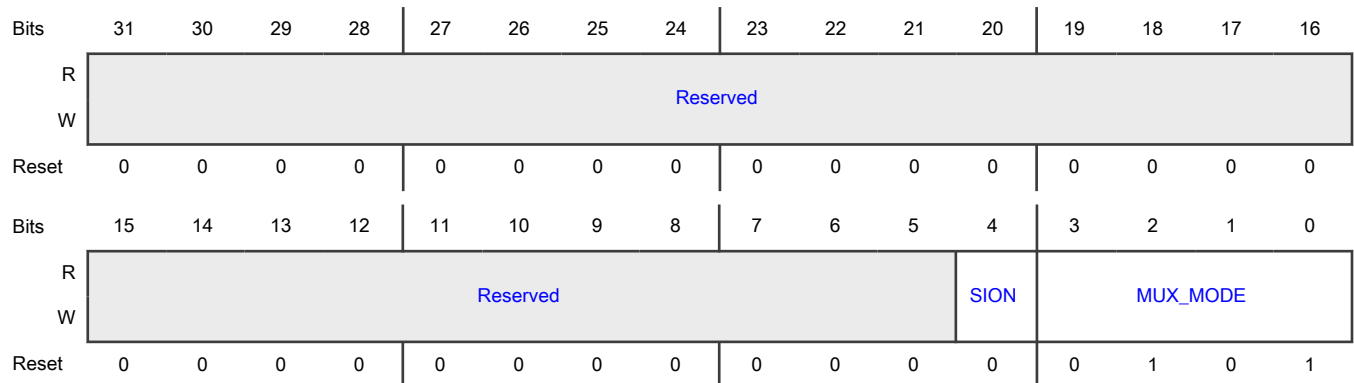 Bits 31 30 29 28 27 26 25 24 23 22 21 20 19 18 17 16
R
Reserved
W
Reset 0 0 0 0 0 0 0 0 0 0 0 0 0 0 0 0
Bits 15 14 13 12 11 10 9 8 7 6 5 4 3 2 1 0
R
Reserved SION MUX_MODE
W
Reset 0 0 0 0 0 0 0 0 0 0 0 0 0 1 0 1